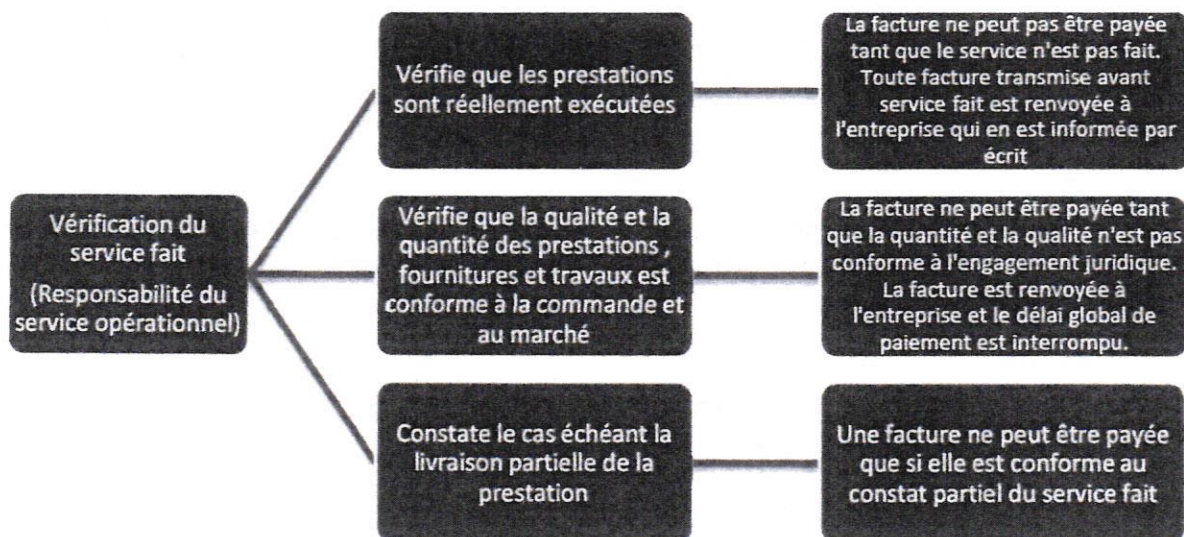 Vérification du
service fait
(Responsabilité du
service opérationnel)
Vérifie que les prestations
sont réellement exécutées
La facture ne peut pas être payée
tant que le service n'est pas fait.
Toute facture transmise avant
service fait est renvoyée à
l'entreprise qui en est informée par
écrit
Vérifie que la qualité et la
quantité des prestations ,
fournitures et travaux est
conforme à la commande et
au marché
La facture ne peut être payée tant
que la quantité et la qualité n'est pas
conforme à l'engagement juridique.
La facture est renvoyée à
l'entreprise et le délai global de
paiement est interrompu.
Constate le cas échéant la
livraison partielle de la
prestation
Une facture ne peut être payée
que si elle est conforme au
constat partiel du service fait